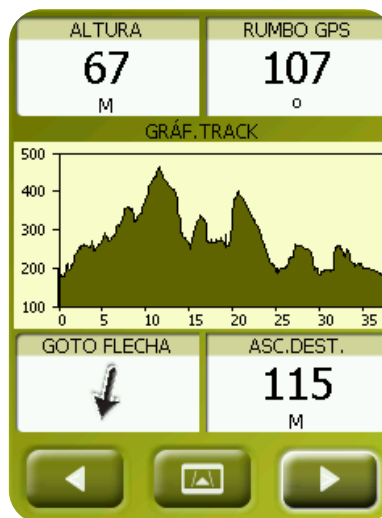 ALTURA
67
M
RUMBO GPS
107
o
GRÁF.TRACK
500
400
300
200
100
0 5 10 15 20 25 30 35
GOTO FLECHA
ASC.DEST.
115
M